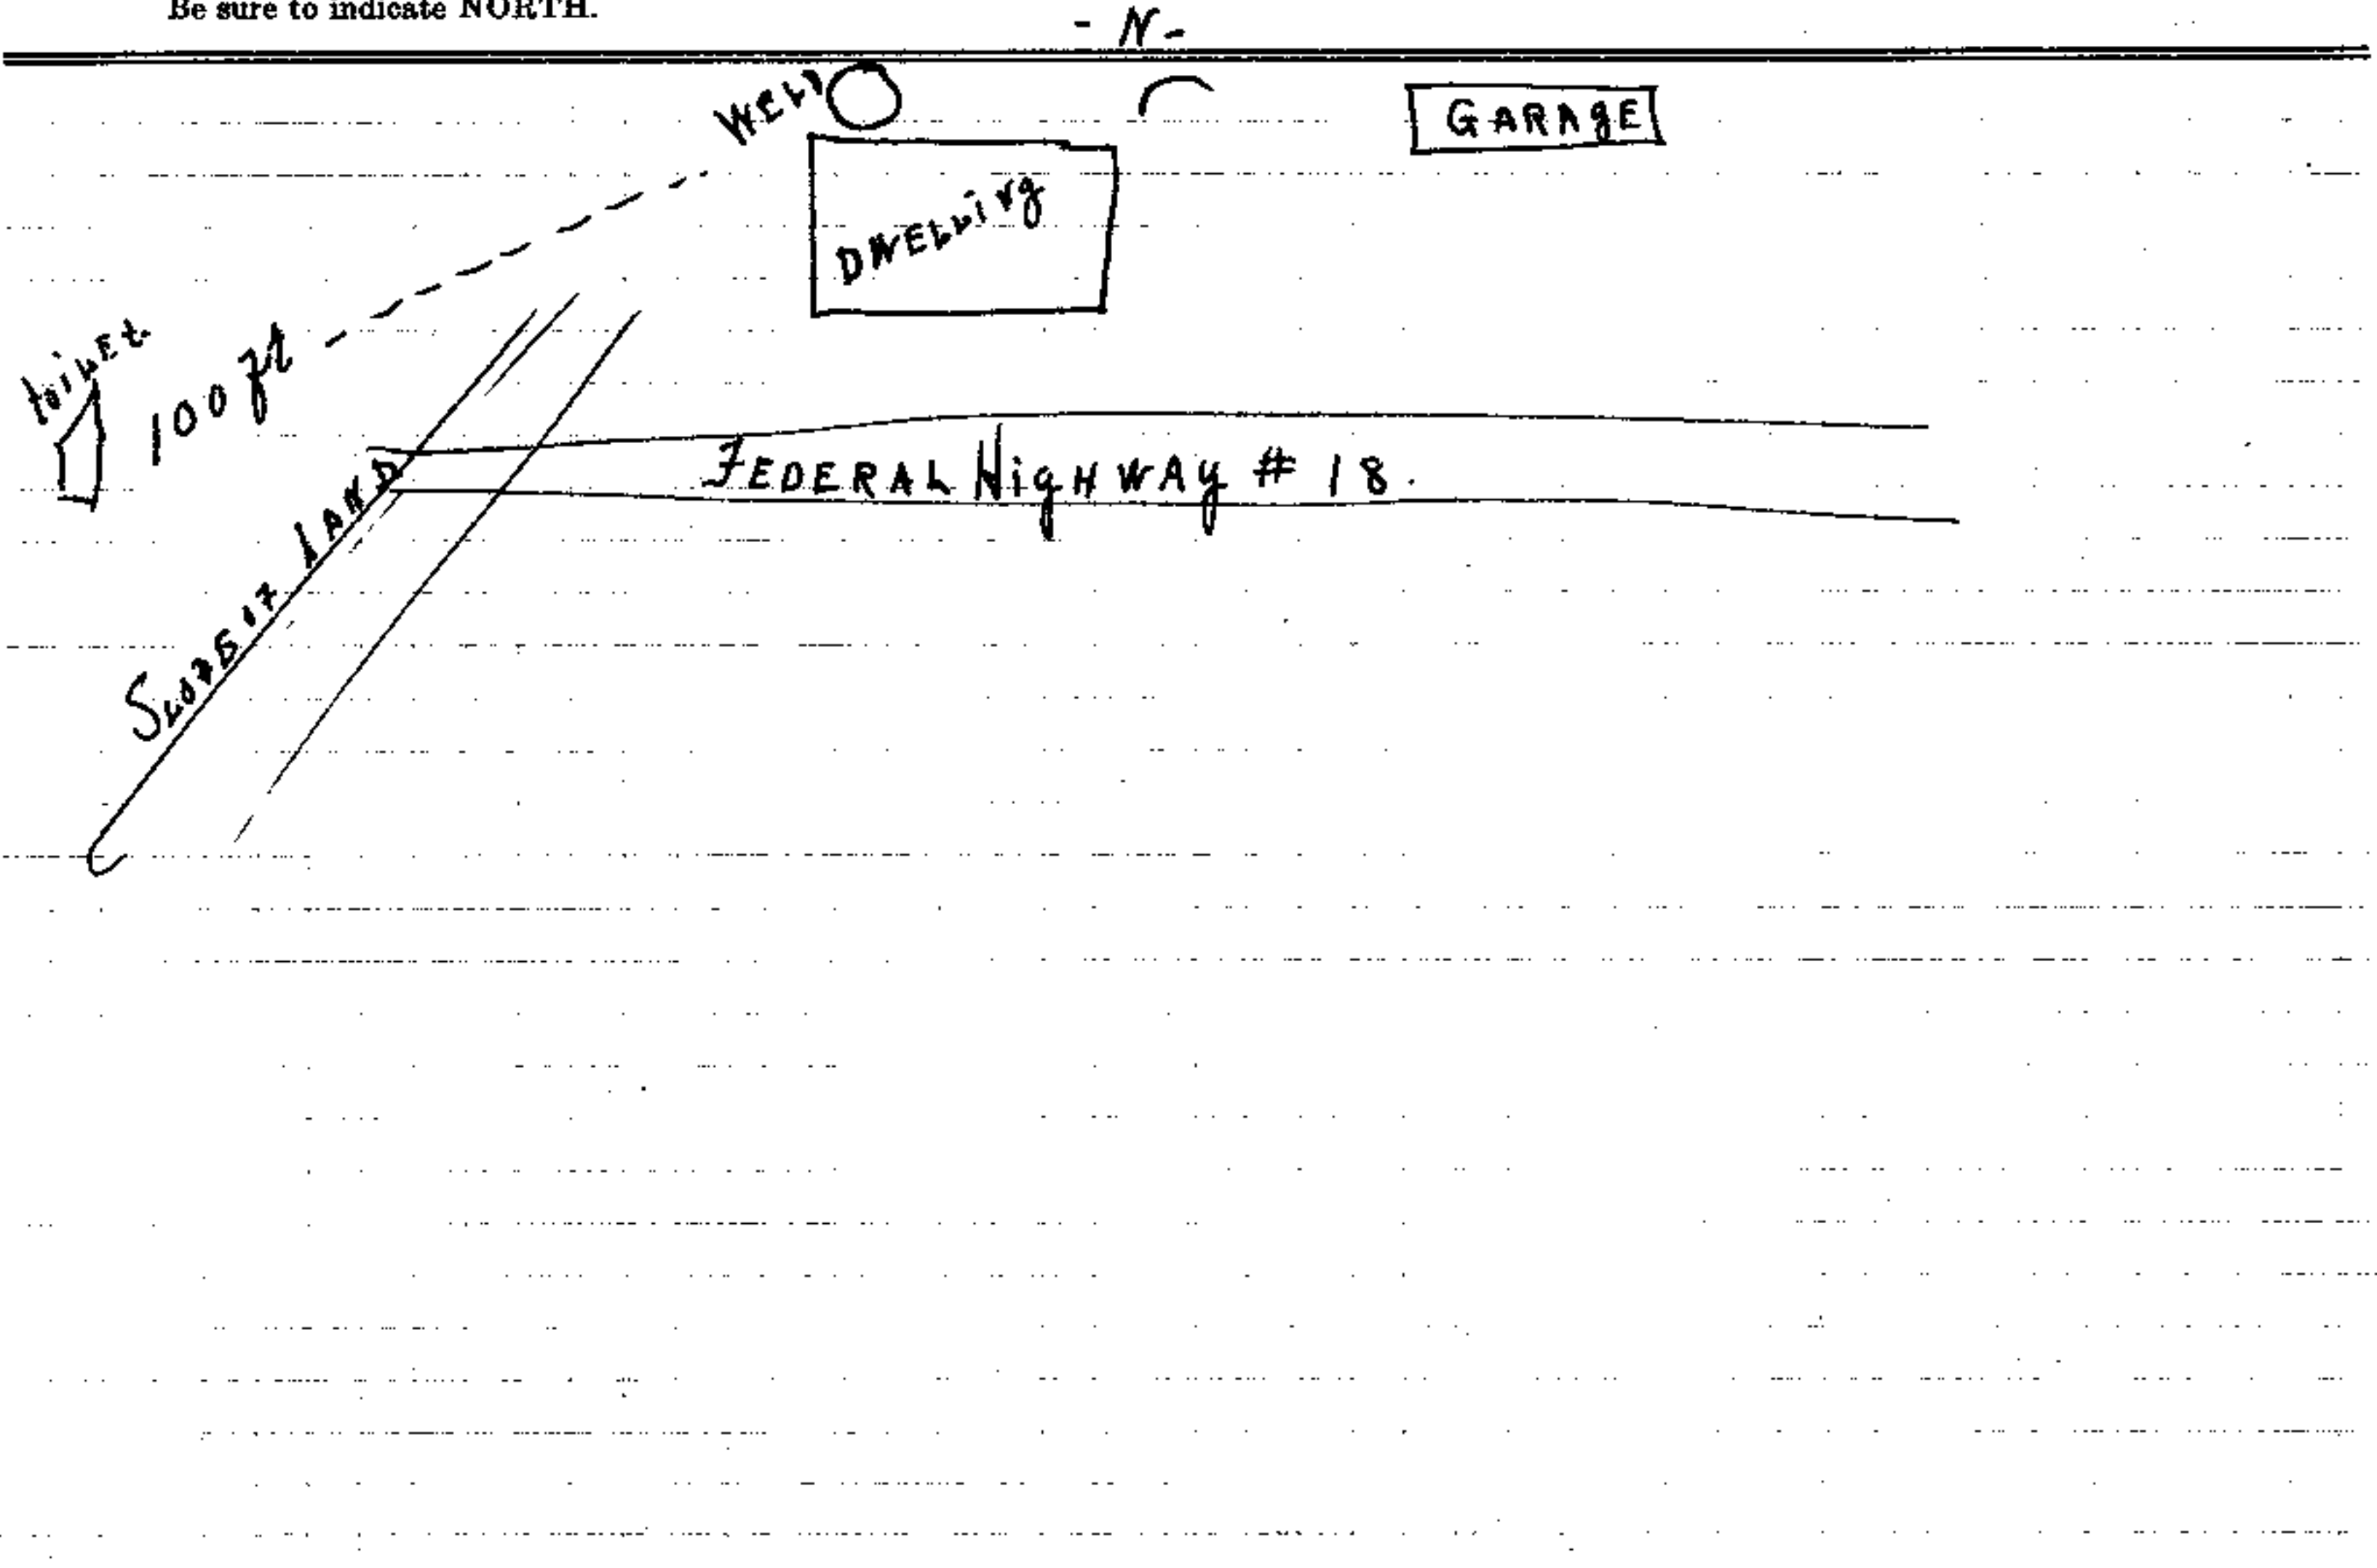 Be sure to indicate NORTH.
- N -
WELL
GARAgE
DWELLiNg
toiLEt.
100 ft
FEDERAL HigHWAy # 18.
SLOPE of LAND